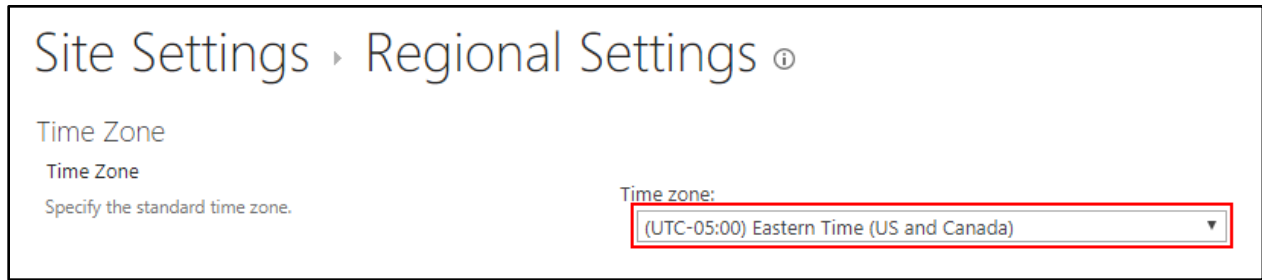 Site Settings ▸ Regional Settings ⓘ
Time Zone
Time Zone
Specify the standard time zone.
Time zone:
(UTC-05:00) Eastern Time (US and Canada)